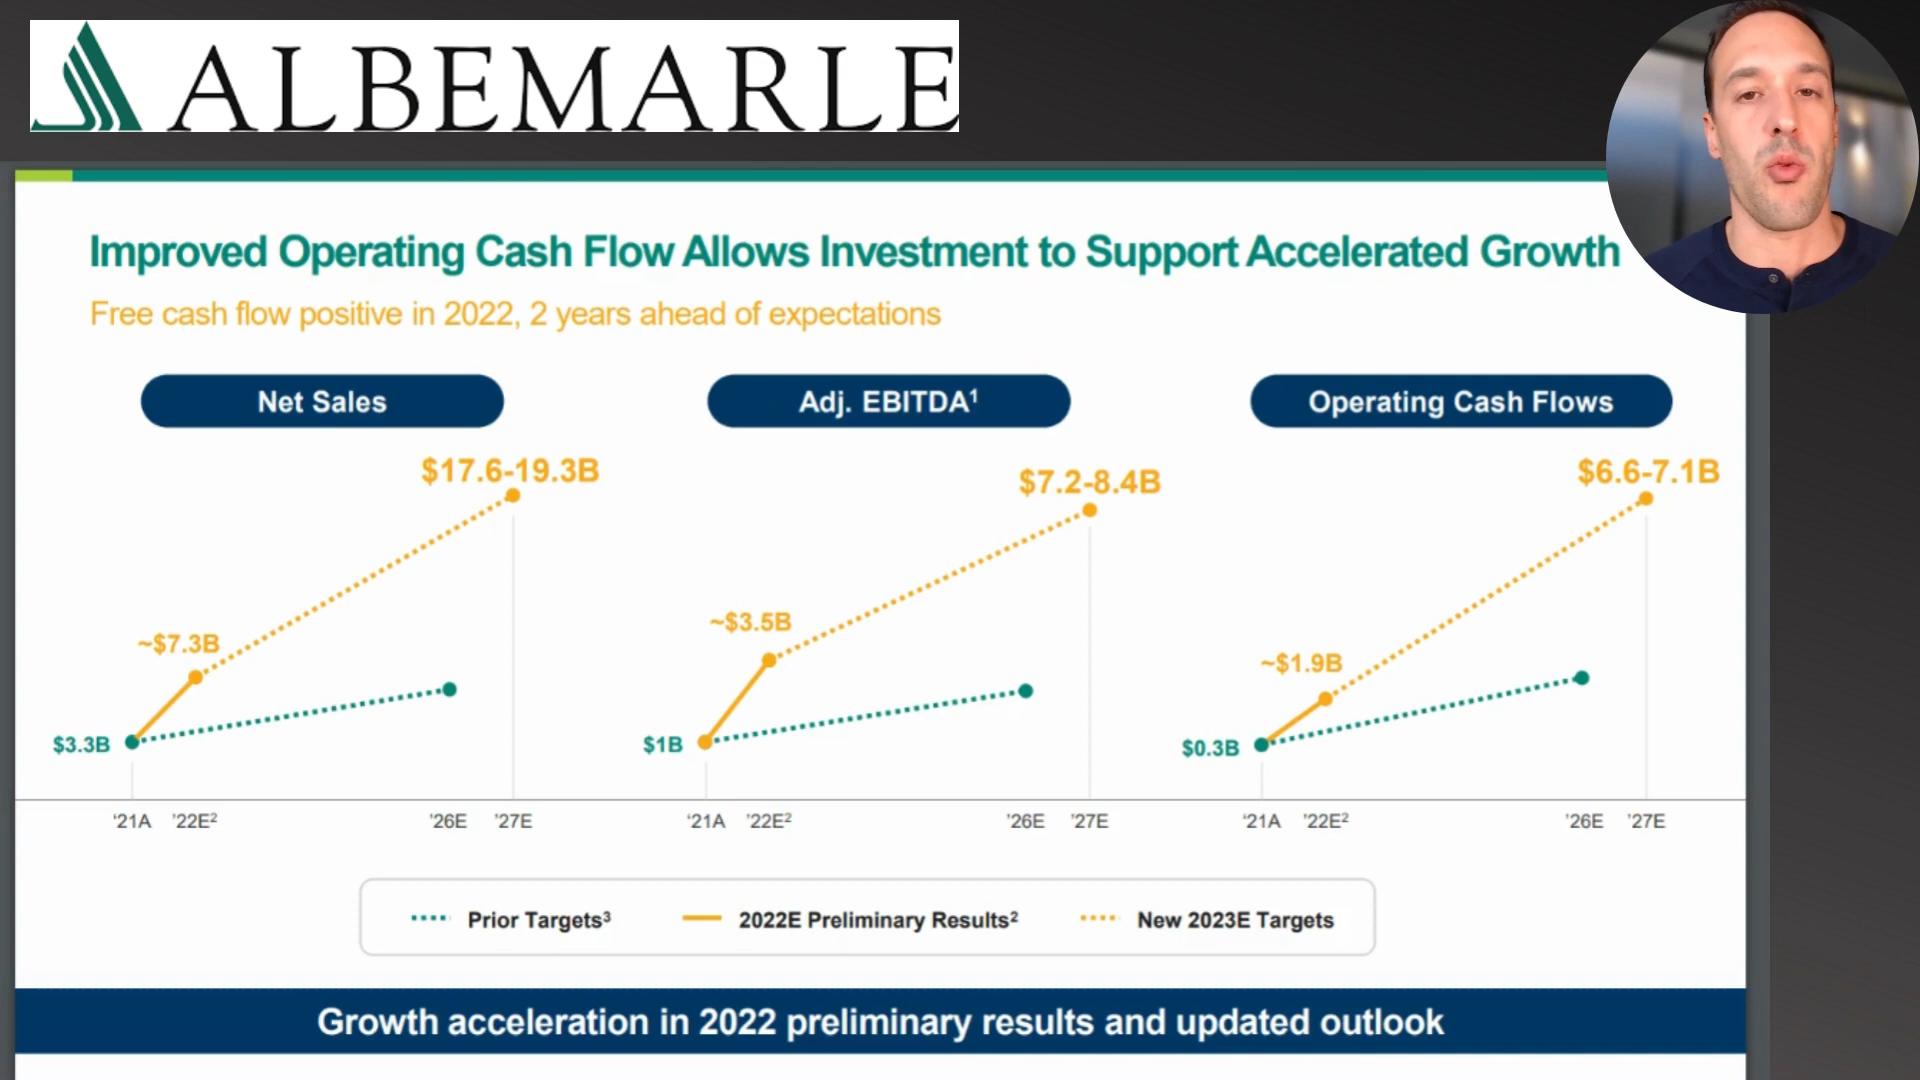 ALBEMARLE
Improved Operating Cash Flow Allows Investment to Support Accelerated Growth
Free cash flow positive in 2022, 2 years ahead of expectations
Net Sales
Adj. EBITDA¹
Operating Cash Flows
$17.6-19.3B
$7.2-8.4B
$6.6-7.1B
~$7.3B
~$3.5B
~$1.9B
$3.3B
$1B
$0.3B
‘21A ’22E² ’26E ’27E
‘21A ’22E² ’26E ’27E
‘21A ’22E² ’26E ’27E
Prior Targets³
2022E Preliminary Results²
New 2023E Targets
Growth acceleration in 2022 preliminary results and updated outlook